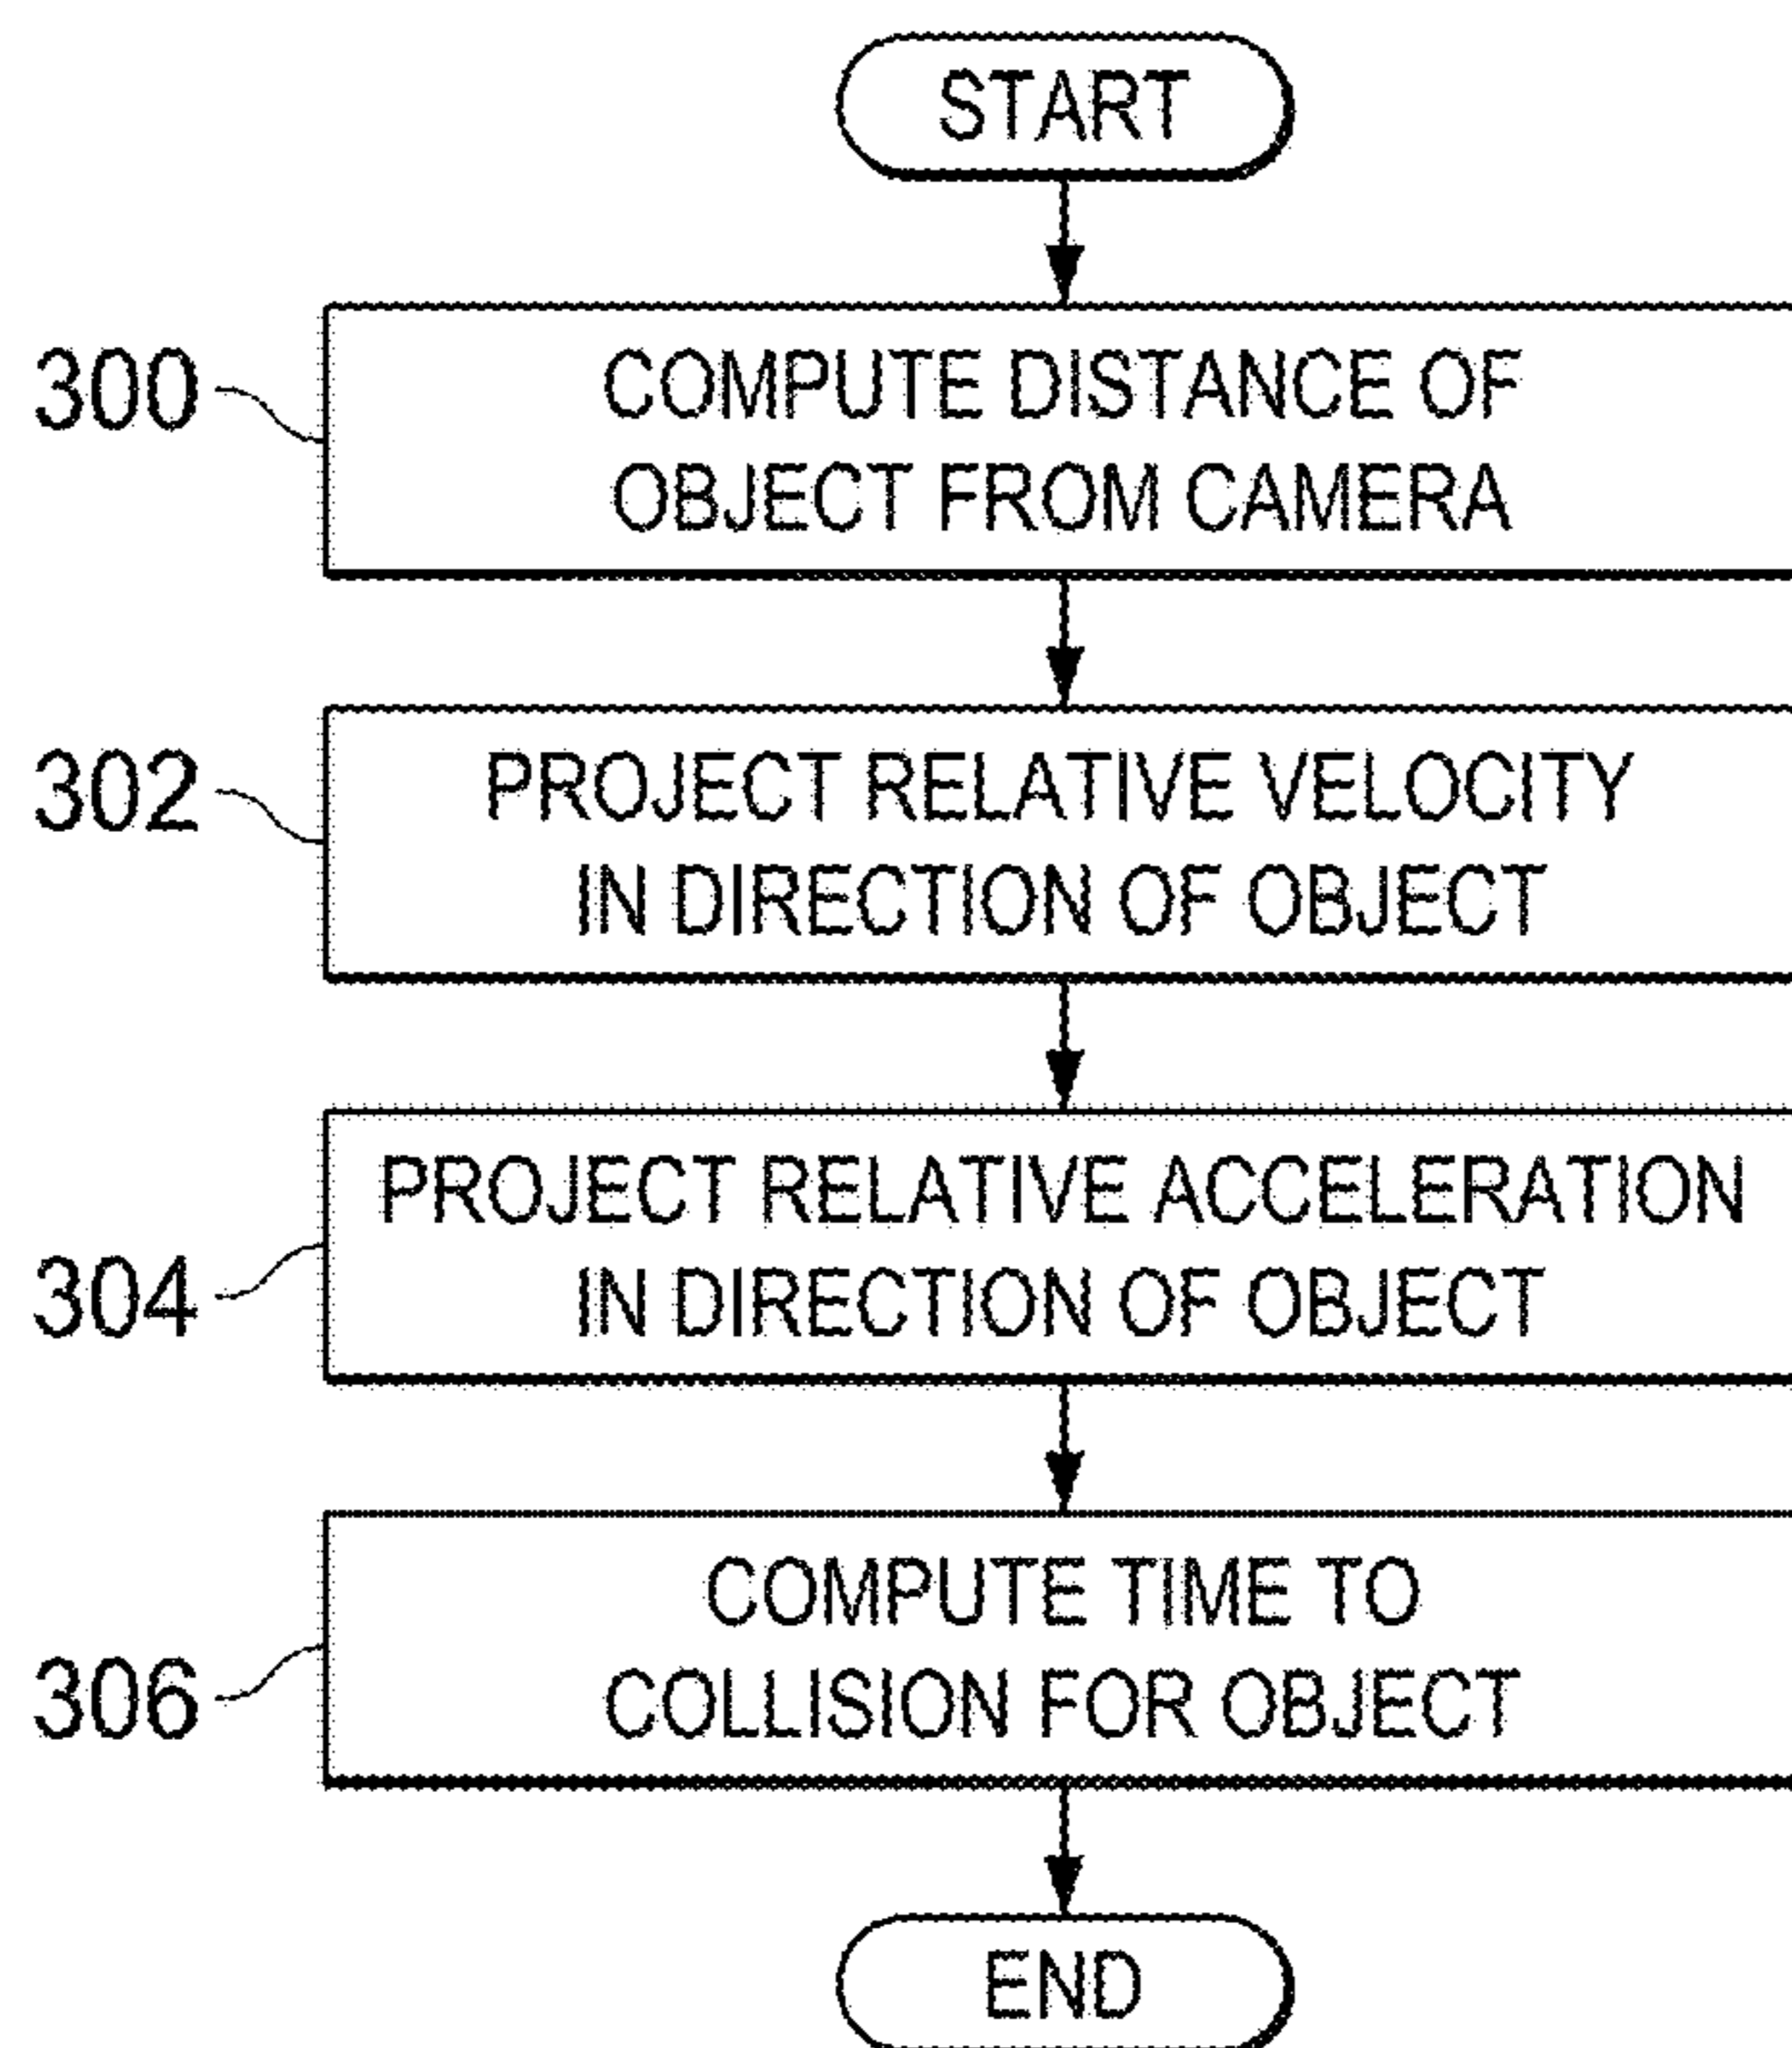 START
300
COMPUTE DISTANCE OF
OBJECT FROM CAMERA
302
PROJECT RELATIVE VELOCITY
IN DIRECTION OF OBJECT
304
PROJECT RELATIVE ACCELERATION
IN DIRECTION OF OBJECT
306
COMPUTE TIME TO
COLLISION FOR OBJECT
END